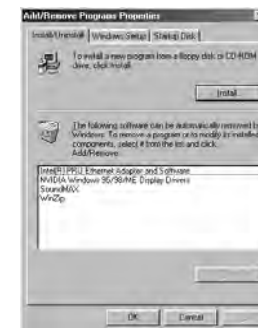 Add/Remove Programs Properties
Install/Uninstall Windows Setup Startup Disk
To install a new program from a floppy disk or CD-ROM
drive, click Install.
Install
The following software can be automatically removed b
Windows. To remove a program or to modify its installed
components, select it from the list and click
Add/Remove.
Intel(R) PRO Ethernet Adapter and Software
NVIDIA Windows 95/98/ME Display Drivers
SoundMAX
WinZip
OK Cancel